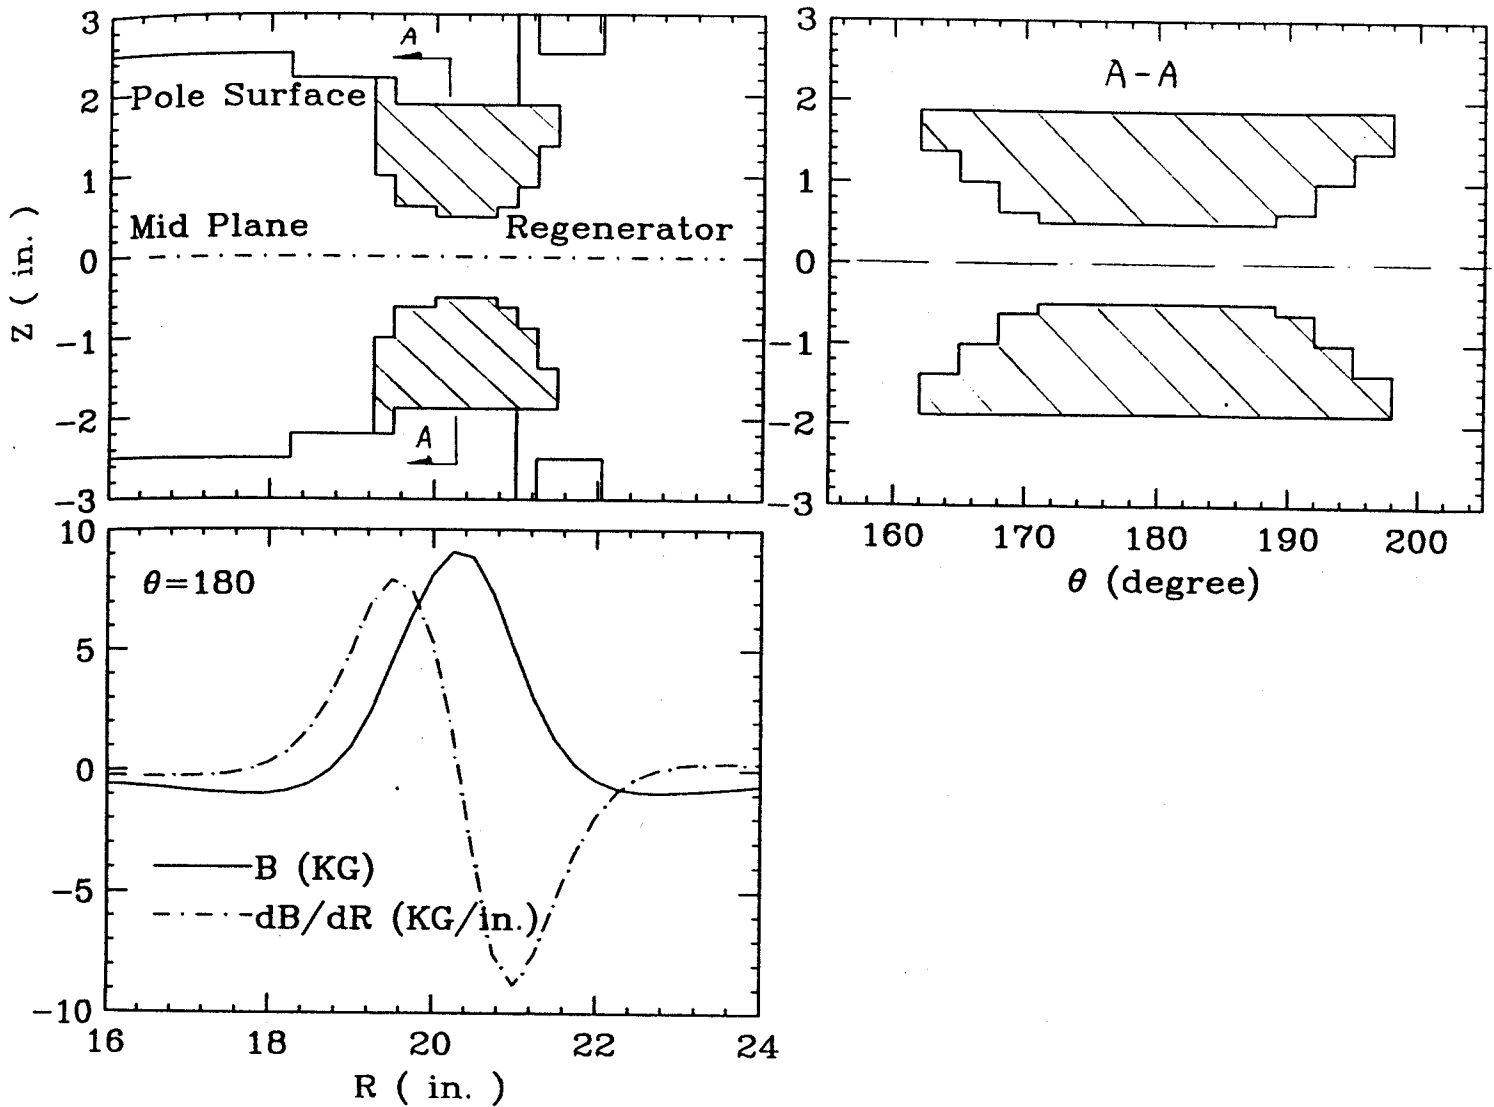 3
2
1
0
-1
-2
-3
Z ( in. )
A
Pole Surface
Mid Plane
Regenerator
A
3
2
1
0
-1
-2
-3
A-A
160
170
180
190
200
θ (degree)
10
5
0
-5
-10
θ=180
B (KG)
dB/dR (KG/in.)
16
18
20
22
24
R ( in. )